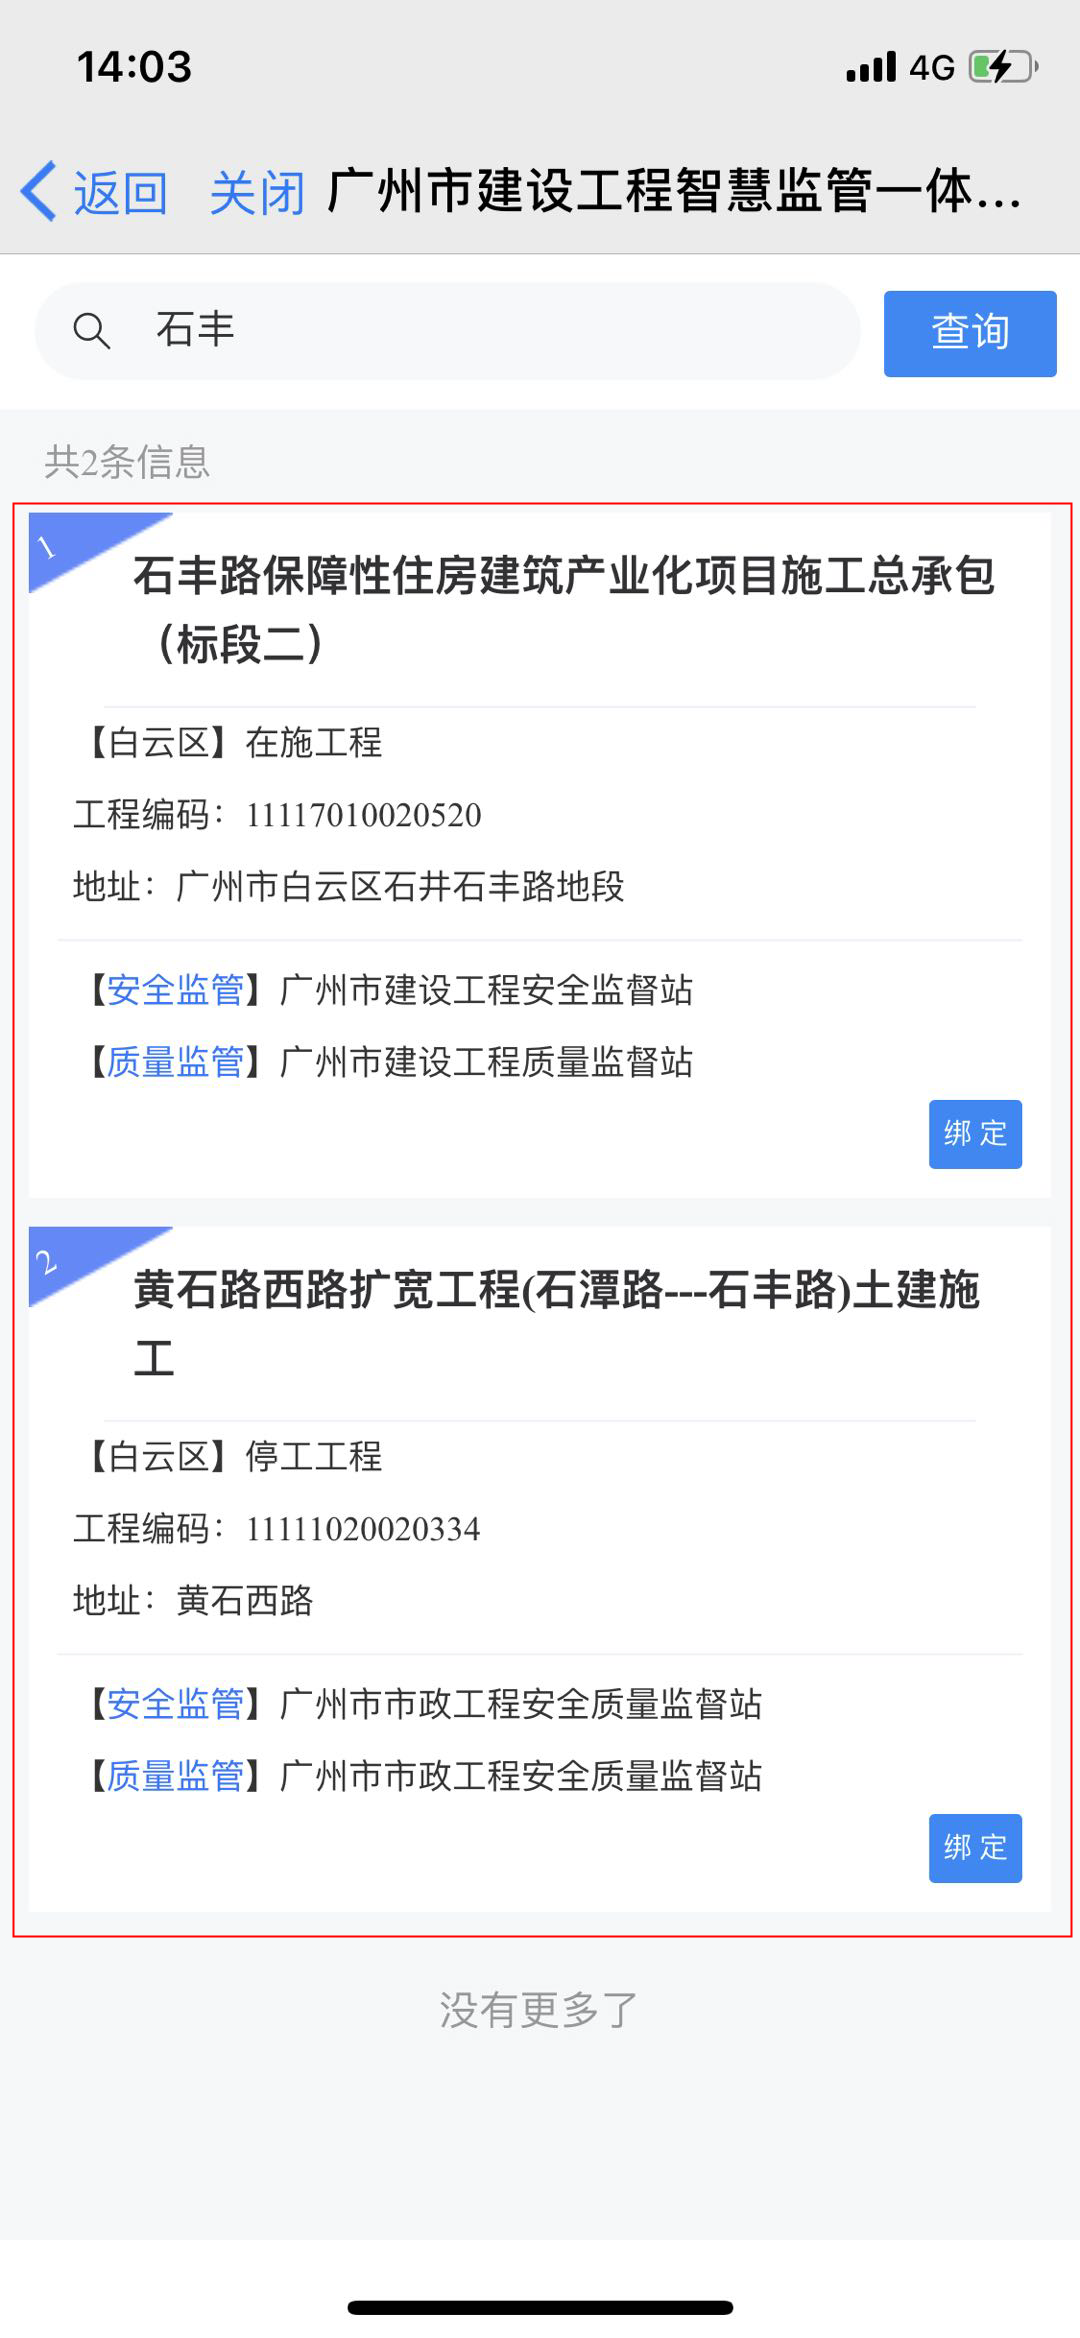 14:03
4G
返回 关闭 广州市建设工程智慧监管一体...
石丰
查询
共2条信息
1
石丰路保障性住房建筑产业化项目施工总承包
（标段二）
【白云区】在施工程
工程编码：11117010020520
地址：广州市白云区石井石丰路地段
【安全监管】广州市建设工程安全监督站
【质量监管】广州市建设工程质量监督站
绑 定
2
黄石路西路扩宽工程(石潭路---石丰路)土建施
工
【白云区】停工工程
工程编码：11111020020334
地址：黄石西路
【安全监管】广州市市政工程安全质量监督站
【质量监管】广州市市政工程安全质量监督站
绑 定
没有更多了